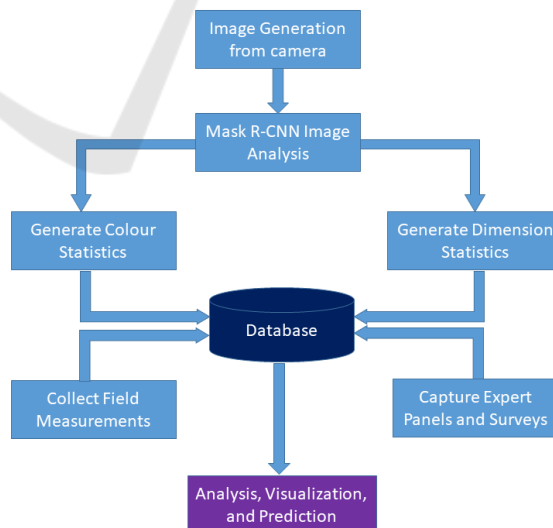 Image Generation
from camera
Mask R-CNN Image
Analysis
Generate Colour
Statistics
Generate Dimension
Statistics
Database
Collect Field
Measurements
Capture Expert
Panels and Surveys
Analysis, Visualization,
and Prediction